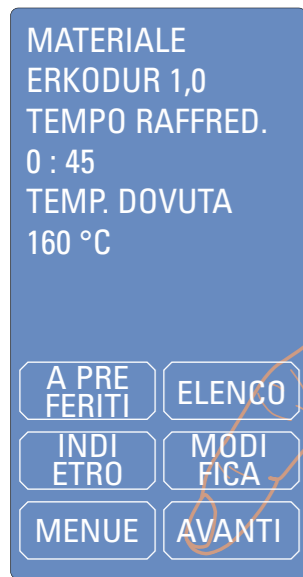 MATERIALE
ERKODUR 1,0
TEMPO RAFFRED.
0 : 45
TEMP. DOVUTA
160 °C
A PRE
FERITI
ELENCO
INDI
ETRO
MODI
FICA
MENUE
AVANTI